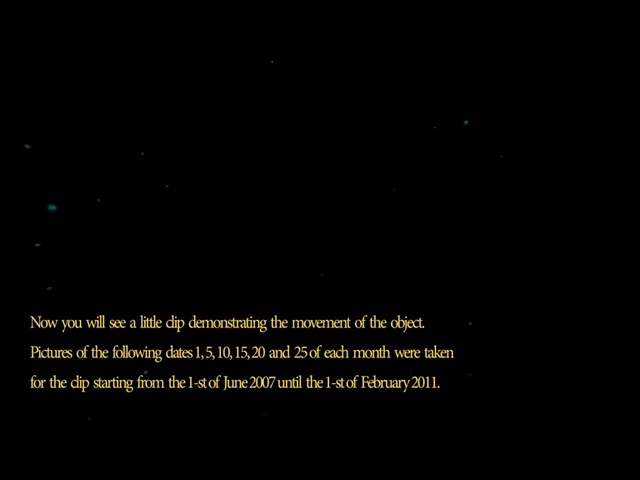 Now you will see a little clip demonstrating the movement of the object.
Pictures of the following dates 1, 5, 10, 15, 20 and 25 of each month were taken
for the clip starting from the 1-st of June 2007 until the 1-st of February 2011.